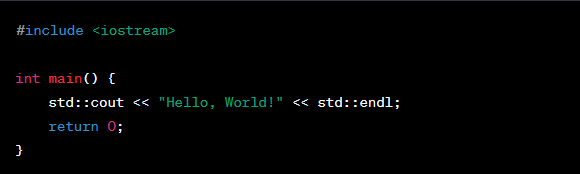 #include <iostream>

int main() {
    std::cout << "Hello, World!" << std::endl;
    return 0;
}